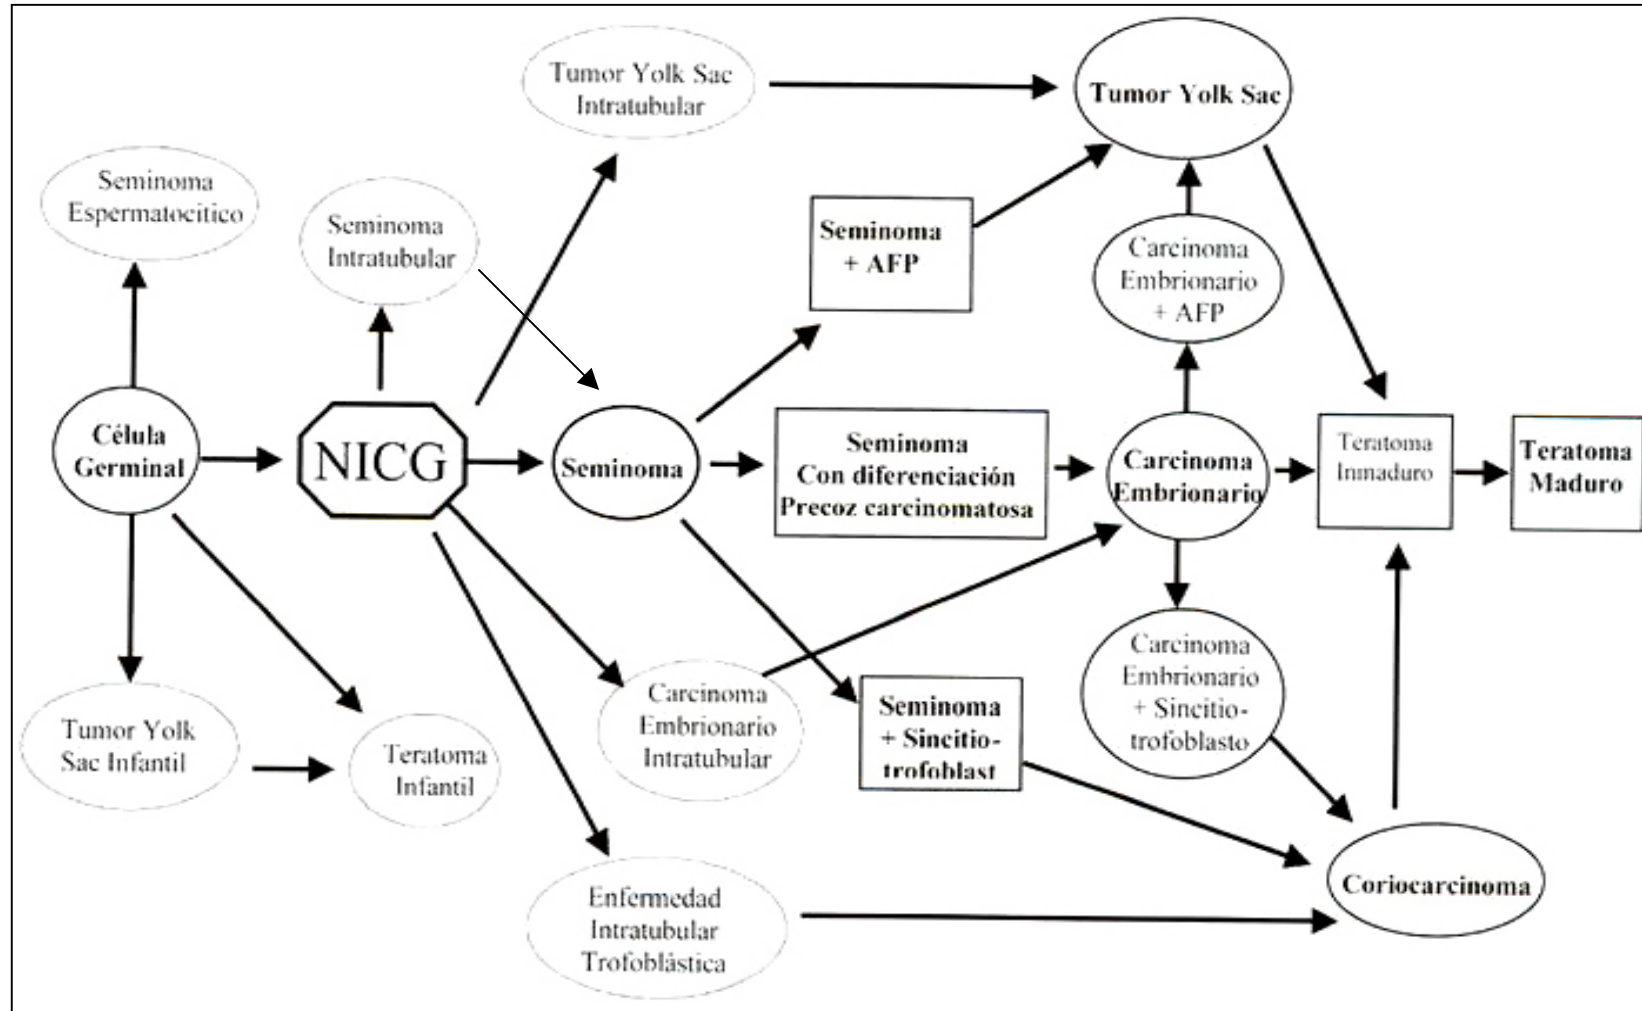 Tumor Yolk Sac
Intratubular
Tumor Yolk Sac
Seminoma
Espermatocitico
Seminoma
Intratubular
Seminoma
+ AFP
Carcinoma
Embrionario
+ AFP
Célula
Germinal
NICG
Seminoma
Seminoma
Con diferenciación
Precoz carcinomatosa
Carcinoma
Embrionario
Teratoma
Inmaduro
Teratoma
Maduro
Tumor Yolk
Sac Infantil
Teratoma
Infantil
Carcinoma
Embrionario
Intratubular
Seminoma
+ Sincitio-
trofoblast
Carcinoma
Embrionario
+ Sincitio-
trofoblasto
Enfermedad
Intratubular
Trofoblástica
Coriocarcinoma